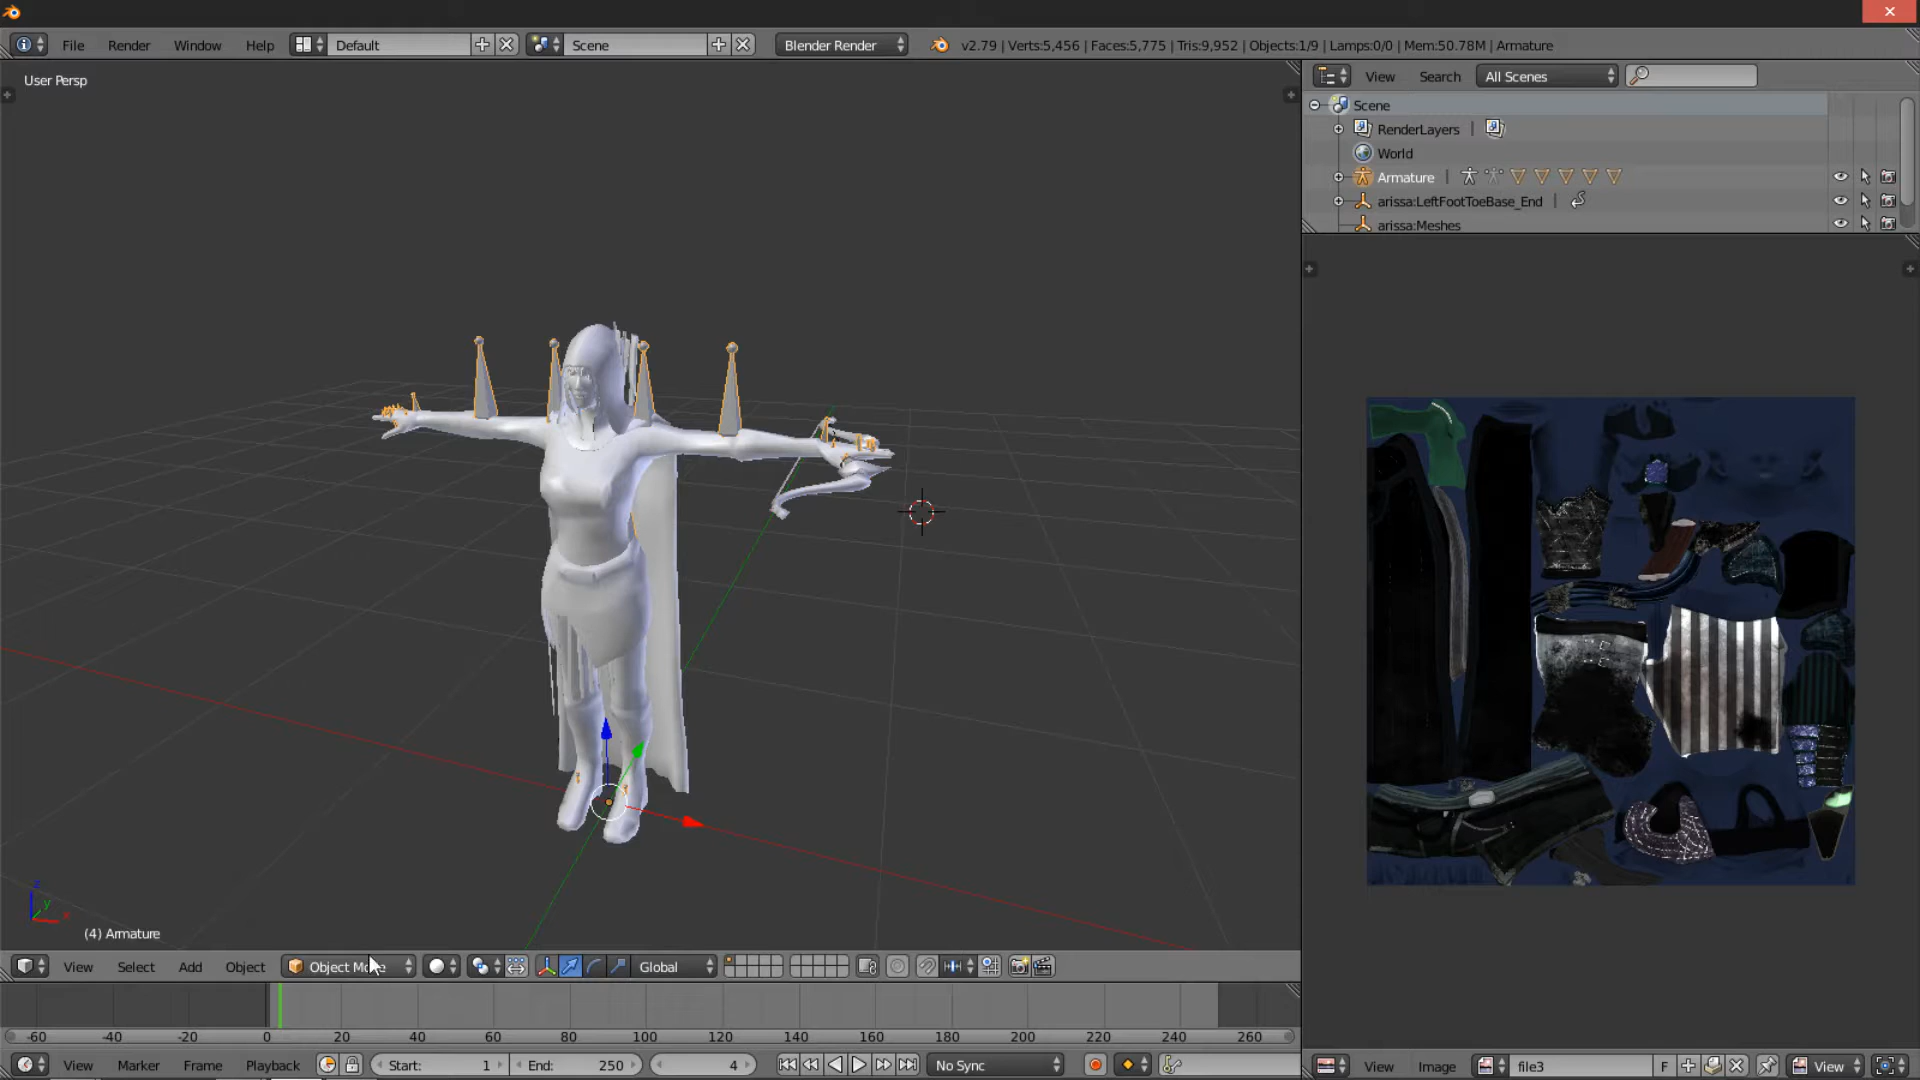 File Render Window Help Default Scene Blender Render v2.79 | Verts:5,456 | Faces:5,775 | Tris:9,952 | Objects:1/9 | Lamps:0/0 | Mem:50.78M | Armature
User Persp
View Search All Scenes
Scene
RenderLayers
World
Armature
arissa:LeftFootToeBase_End
arissa:Meshes
z
y
x
(4) Armature
View Select Add Object Object Mode Global
-60 -40 -20 0 20 40 60 80 100 120 140 160 180 200 220 240 260
View Marker Frame Playback Start: 1 End: 250 4 No Sync
View Image file3 F View